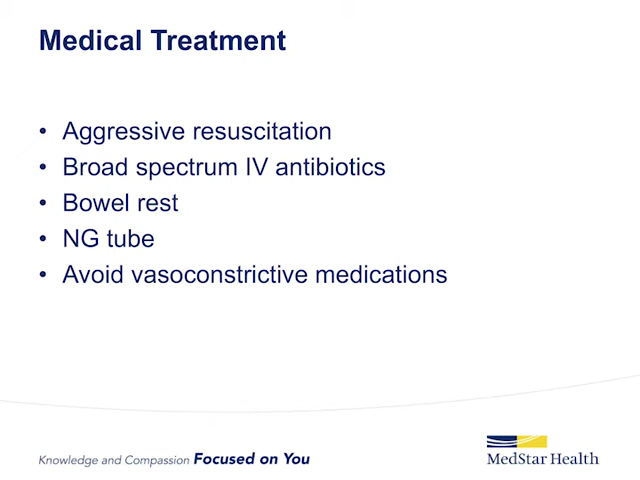 Medical Treatment
• Aggressive resuscitation
• Broad spectrum IV antibiotics
• Bowel rest
• NG tube
• Avoid vasoconstrictive medications
Knowledge and Compassion Focused on You
MedStar Health